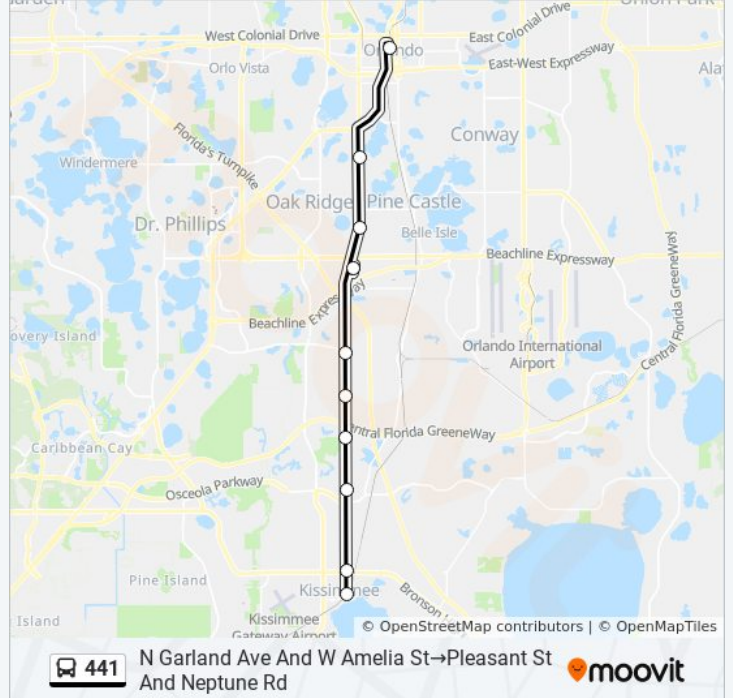 Union Park
West Colonial Drive
East Colonial Drive
Orlando
Orlo Vista
East-West Expressway
Florida's Turnpike
Conway
Windermere
Oak Ridge
Pine Castle
Dr. Phillips
Belle Isle
Beachline Expressway
Central Florida GreeneWay
Beachline Expressway
overy Island
Orlando International
Airport
entral Florida GreeneWay
Caribbean Cay
Osceola Parkway
Pine Island
Kissimmee
Island
Bronson
Kissimmee
Gateway Airport
© OpenStreetMap contributors | © OpenMapTiles
441
N Garland Ave And W Amelia St→Pleasant St
And Neptune Rd
moovit